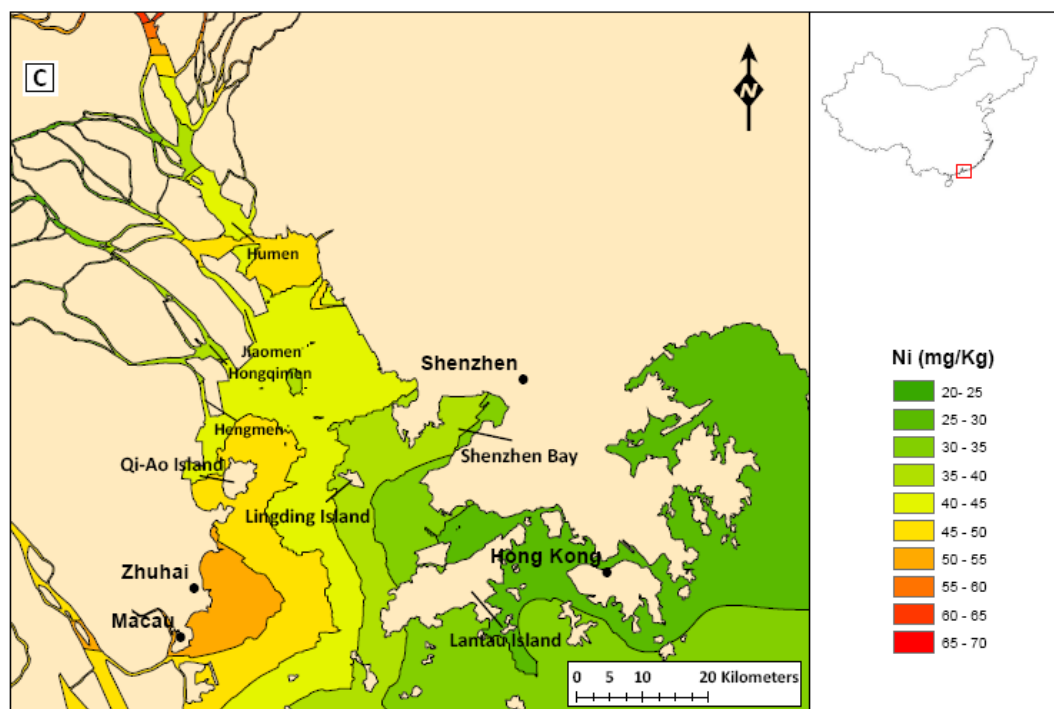 C
N
Humen
Jiaomen
Hongqimen
Shenzhen
Hengmen
Qi-Ao Island
Shenzhen Bay
Lingding Island
Hong Kong
Zhuhai
Macau
Lantau Island
0 5 10 20 Kilometers
Ni (mg/Kg)
20- 25
25 - 30
30 - 35
35 - 40
40 - 45
45 - 50
50 - 55
55 - 60
60 - 65
65 - 70